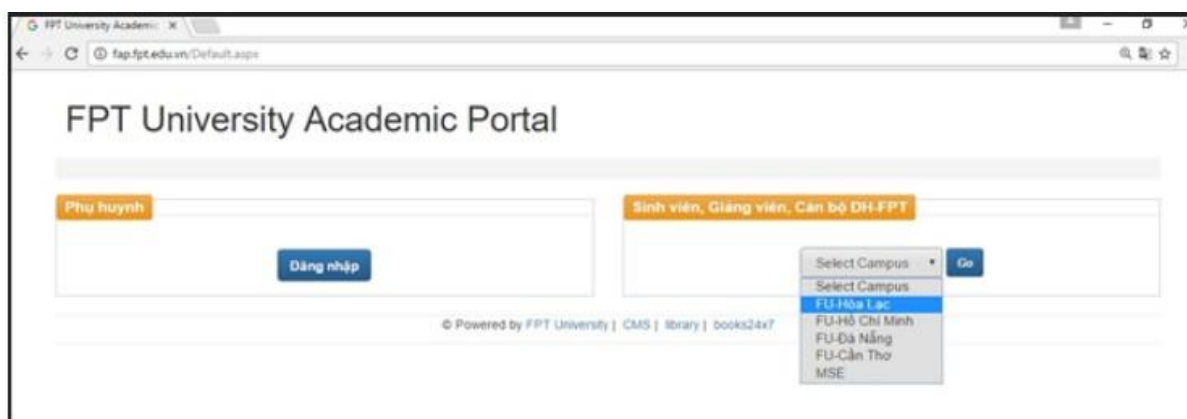 FPT University Academic
fap.fpt.edu.vn/Default.aspx
FPT University Academic Portal
Phụ huynh
Đăng nhập
Sinh viên, Giảng viên, Cán bộ ĐH-FPT
Select Campus
Go
Select Campus
FU-Hòa Lạc
FU-Hồ Chí Minh
FU-Đà Nẵng
FU-Cần Thơ
MSE
© Powered by FPT University | CMS | library | books24x7